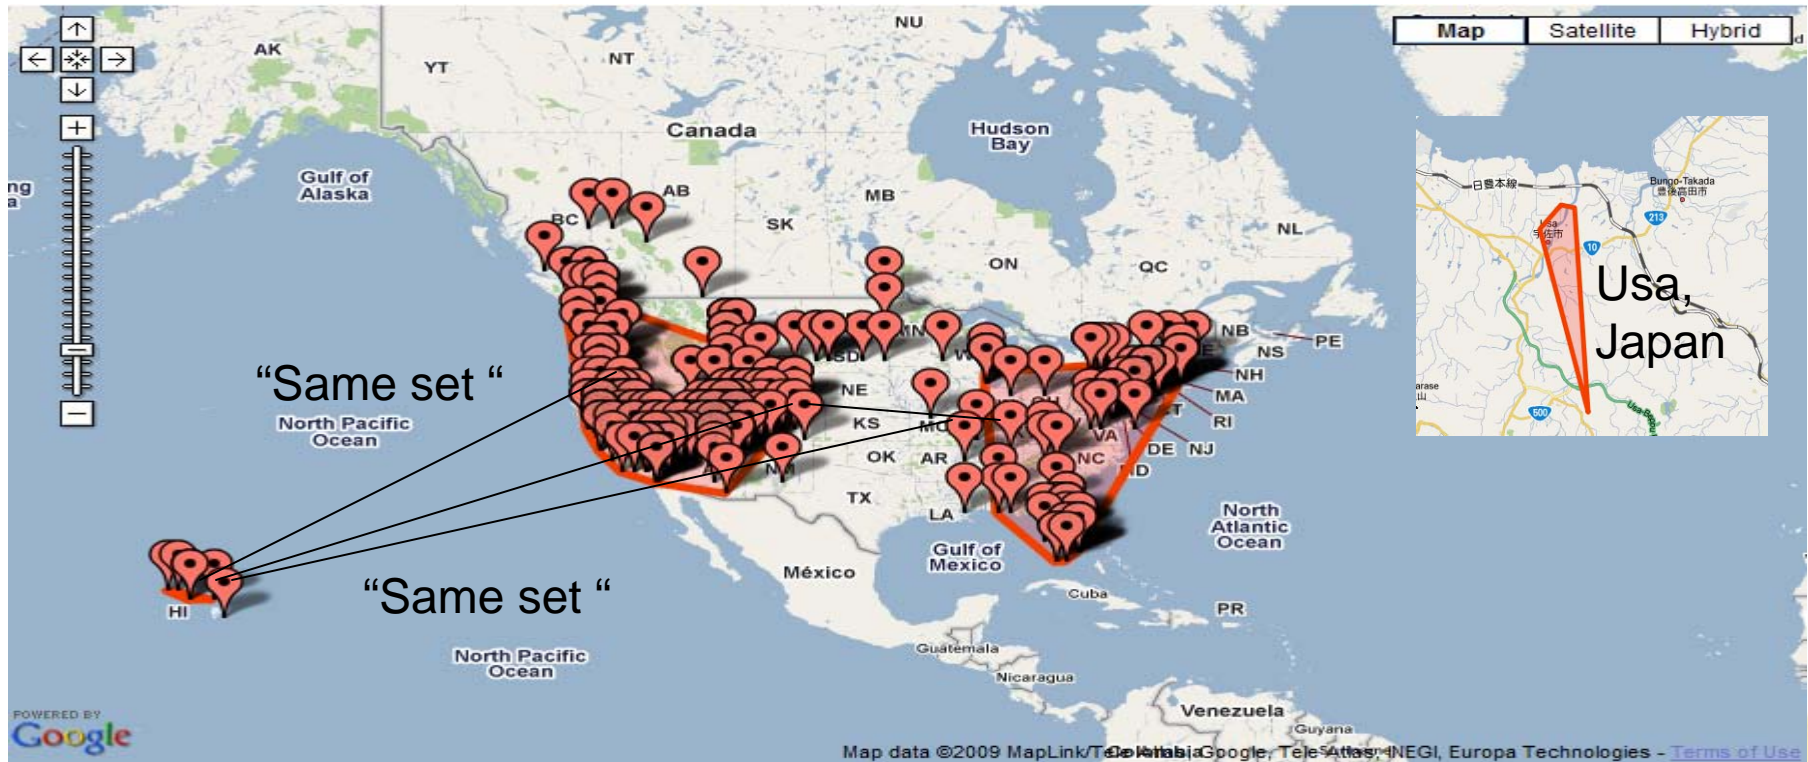 NU
Map
Satellite
Hybrid
AK
YT
NT
Canada
Hudson
Bay
Gulf of
Alaska
AB
MB
BC
SK
NL
ON
QC
日豊本線
Bungo-Takada
豊後高田市
213
宇佐市
10
Usa,
Japan
500
NB
PE
NS
NH
MA
RI
NJ
DE
VA
NC
SD
NE
KS
OK
AR
TX
LA
“Same set “
North Pacific
Ocean
North
Atlantic
Ocean
Gulf of
Mexico
México
“Same set “
HI
Cuba
PR
North Pacific
Ocean
Guatemala
Nicaragua
Venezuela
Guyana
POWERED BY
Google
Map data ©2009 MapLink/Tele Atlas, Google, Tele Atlas, INEGI, Europa Technologies - Terms of Use